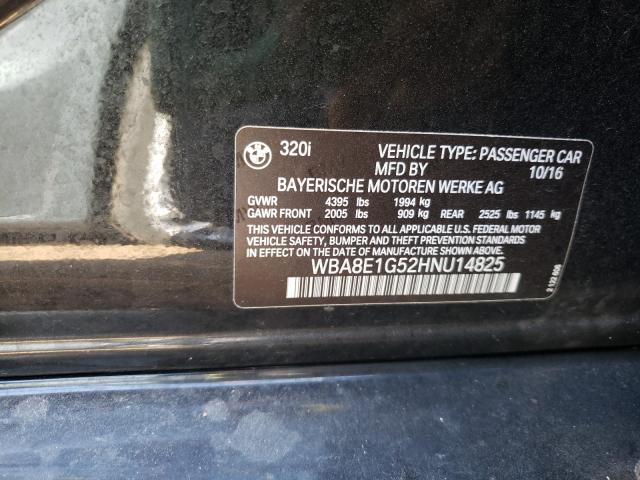 BMW
320i VEHICLE TYPE: PASSENGER CAR
MFD BY 10/16
BAYERISCHE MOTOREN WERKE AG
GVWR 4395 lbs 1994 kg
GAWR FRONT 2005 lbs 909 kg REAR 2525 lbs 1145 kg
THIS VEHICLE CONFORMS TO ALL APPLICABLE FEDERAL MOTOR
VEHICLE SAFETY, BUMPER AND THEFT PREVENTION STANDARDS
IN EFFECT ON THE DATE OF MANUFACTURE SHOWN ABOVE.
WBA8E1G52HNU14825